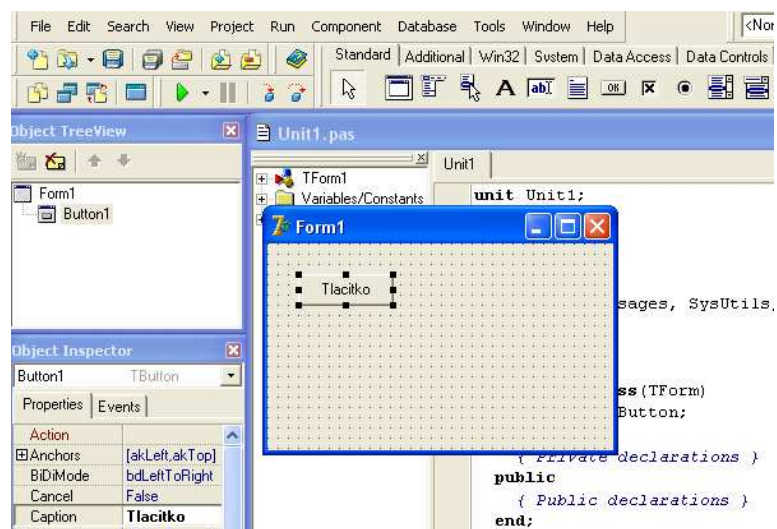 File Edit Search View Project Run Component Database Tools Window Help
Standard Additional Win32 System Data Access Data Controls
Object TreeView
Form1
Button1
Object Inspector
Button1 TButton
Properties Events
Action
Anchors [akLeft,akTop]
BiDiMode bdLeftToRight
Cancel False
Caption Tlacitko
Unit1.pas
TForm1
Variables/Constants
Unit1
unit Unit1;
Form1
Tlacitko
SysUtils,
(TForm)
Button;
{ Private declarations }
public
{ Public declarations }
end;